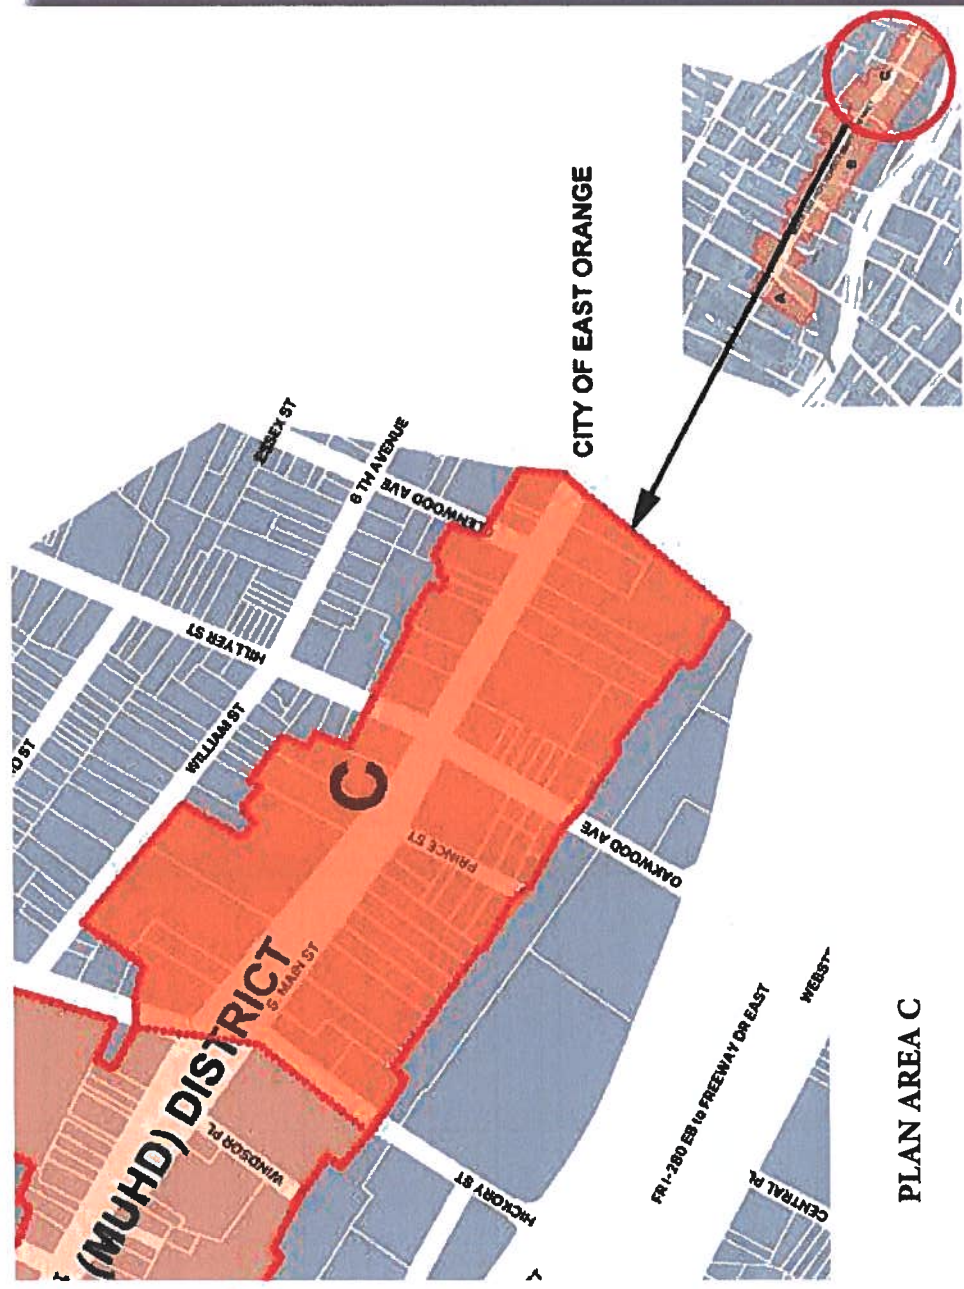 CITY OF EAST ORANGE
ESSEX ST
6 TH AVENUE
LENWOOD AVE
HILLYER ST
WILLIAM ST
C
PRINCE ST
OAKWOOD AVE
S. MAIN ST
(MUHD) DISTRICT
WINDSOR PL
HICKORY ST
FR I-280 EB to FREEWAY DR EAST
WEBST
CENTRAL PL
A
B
C
PLAN AREA C